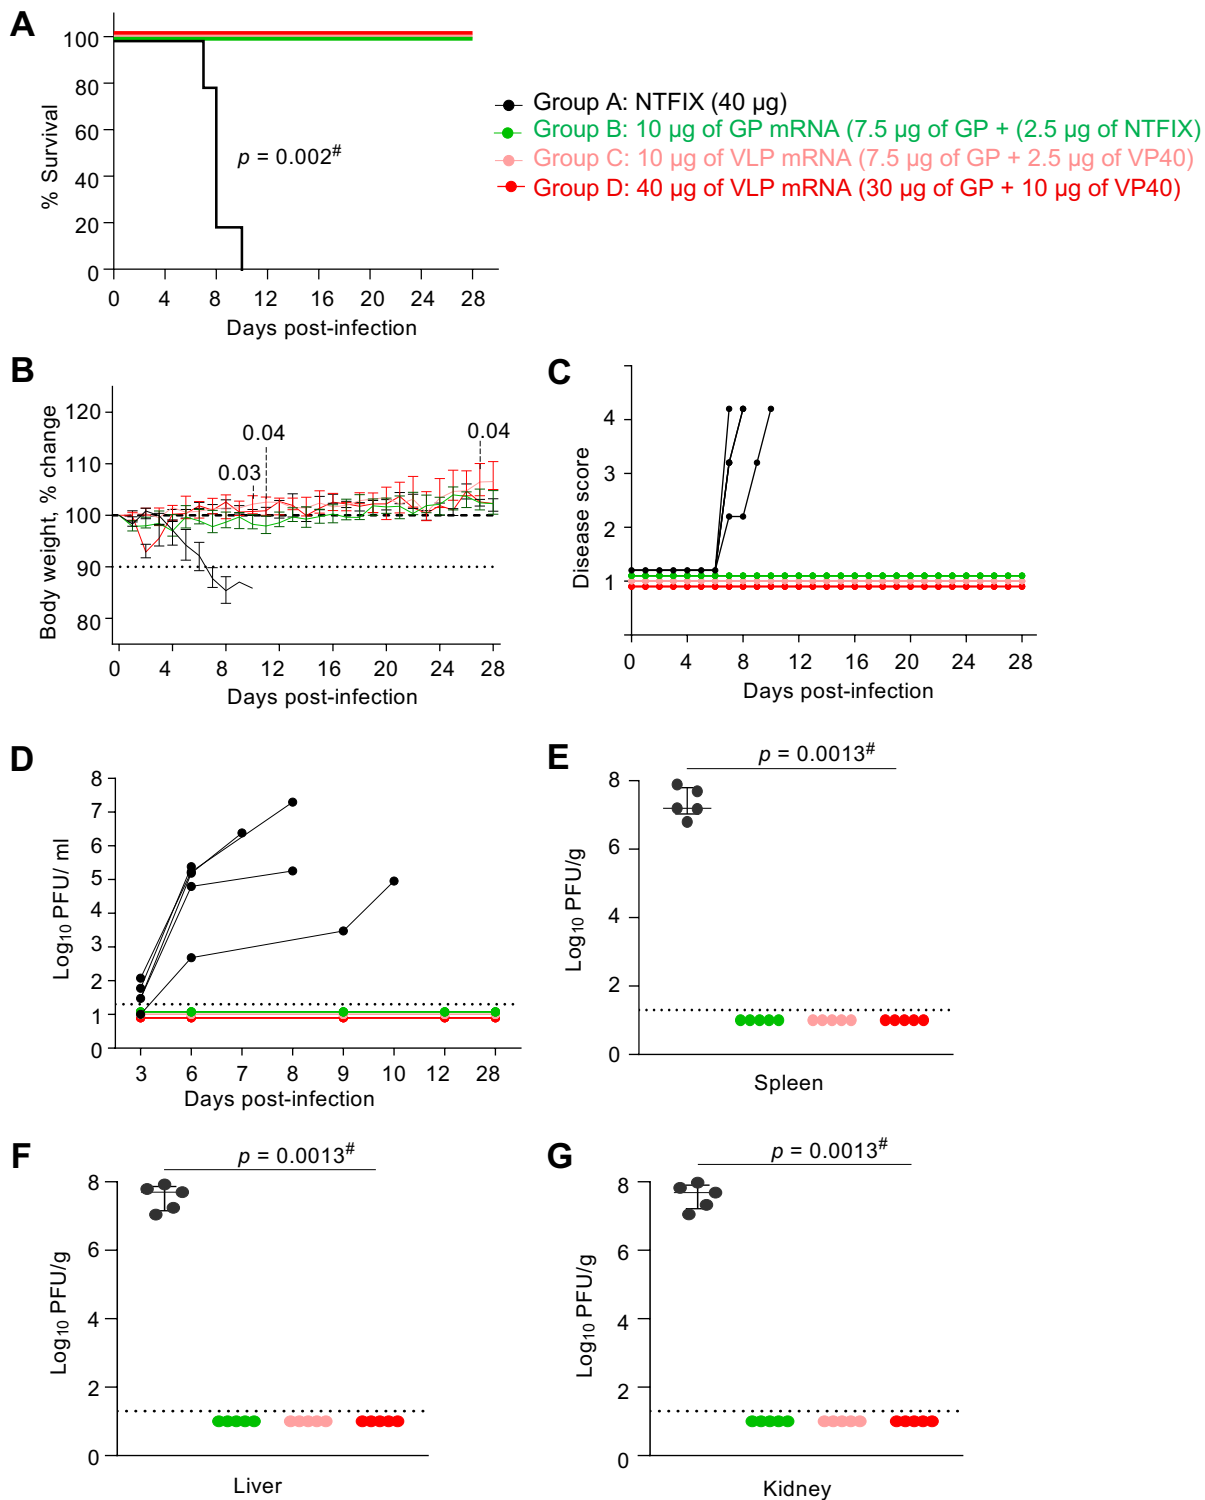 A
% Survival
100
80
60
40
20
0
p = 0.002#
0 4 8 12 16 20 24 28
Days post-infection
Group A: NTFIX (40 µg)
Group B: 10 µg of GP mRNA (7.5 µg of GP + (2.5 µg of NTFIX)
Group C: 10 µg of VLP mRNA (7.5 µg of GP + 2.5 µg of VP40)
Group D: 40 µg of VLP mRNA (30 µg of GP + 10 µg of VP40)
B
Body weight, % change
120
110
100
90
80
0.03
0.04
0.04
0 4 8 12 16 20 24 28
Days post-infection
C
Disease score
4
3
2
1
0 4 8 12 16 20 24 28
Days post-infection
D
Log10 PFU/ ml
8
7
6
5
4
3
2
1
0
3 6 7 8 9 10 12 28
Days post-infection
E
p = 0.0013#
Log10 PFU/g
8
6
4
2
0
Spleen
F
p = 0.0013#
Log10 PFU/g
8
6
4
2
0
Liver
G
p = 0.0013#
Log10 PFU/g
8
6
4
2
0
Kidney